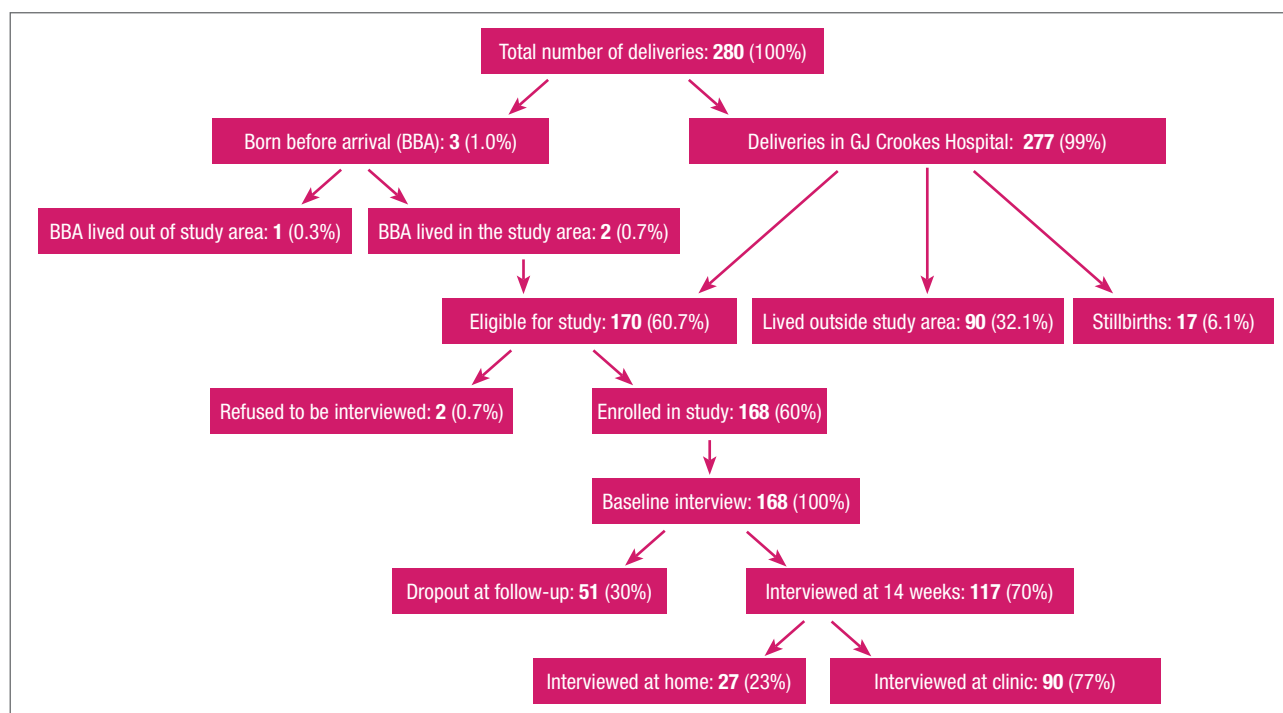 Total number of deliveries: 280 (100%)
Born before arrival (BBA): 3 (1.0%)
Deliveries in GJ Crookes Hospital: 277 (99%)
BBA lived out of study area: 1 (0.3%)
BBA lived in the study area: 2 (0.7%)
Eligible for study: 170 (60.7%)
Lived outside study area: 90 (32.1%)
Stillbirths: 17 (6.1%)
Refused to be interviewed: 2 (0.7%)
Enrolled in study: 168 (60%)
Baseline interview: 168 (100%)
Dropout at follow-up: 51 (30%)
Interviewed at 14 weeks: 117 (70%)
Interviewed at home: 27 (23%)
Interviewed at clinic: 90 (77%)